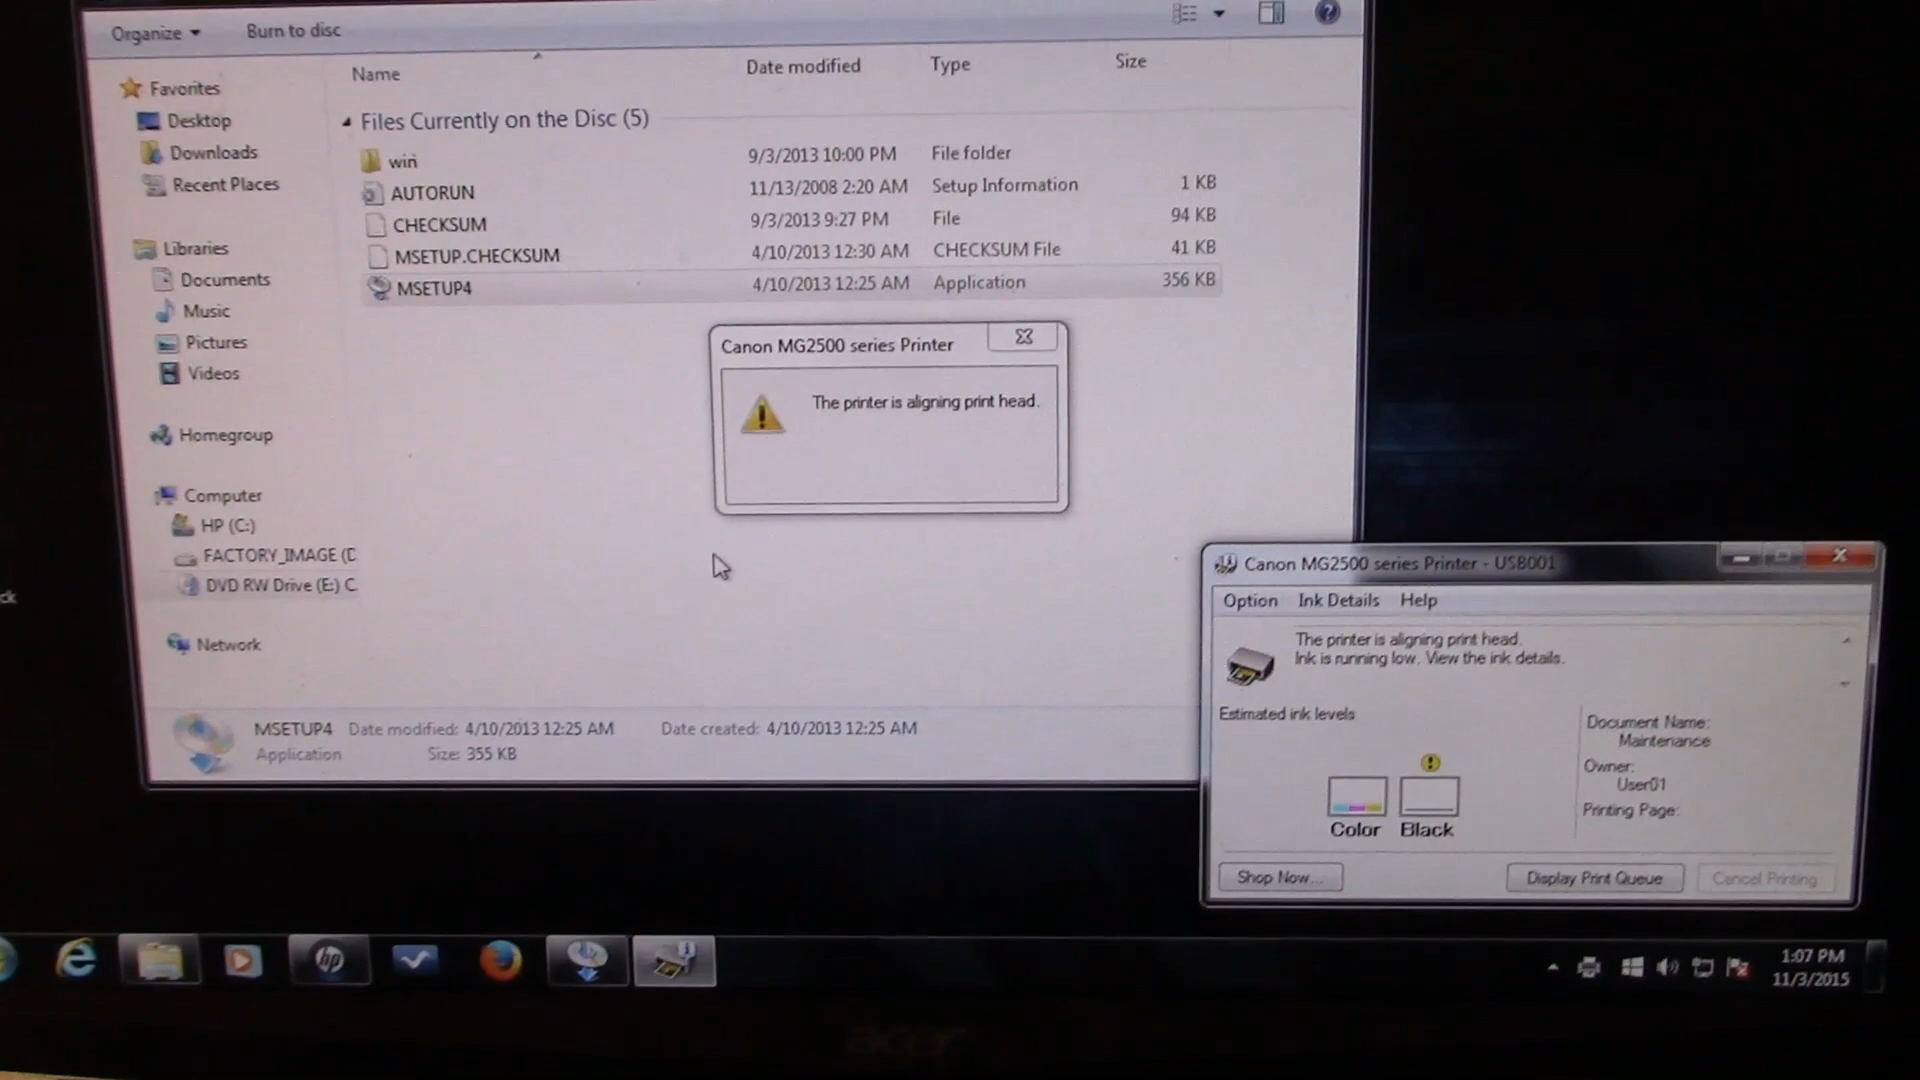 Organize
Burn to disc
Name
Date modified
Type
Size
Favorites
Desktop
Downloads
Recent Places
Libraries
Documents
Music
Pictures
Videos
Homegroup
Computer
HP (C:)
FACTORY_IMAGE (D
DVD RW Drive (E:) C
Network
Files Currently on the Disc (5)
win 9/3/2013 10:00 PM File folder
AUTORUN 11/13/2008 2:20 AM Setup Information 1 KB
CHECKSUM 9/3/2013 9:27 PM File 94 KB
MSETUP.CHECKSUM 4/10/2013 12:30 AM CHECKSUM File 41 KB
MSETUP4 4/10/2013 12:25 AM Application 356 KB
Canon MG2500 series Printer
The printer is aligning print head.
MSETUP4 Date modified: 4/10/2013 12:25 AM Date created: 4/10/2013 12:25 AM
Application Size: 355 KB
ck
Canon MG2500 series Printer - USB001
Option Ink Details Help
The printer is aligning print head.
Ink is running low. View the ink details.
Estimated ink levels
Color Black
Document Name:
Maintenance
Owner:
User01
Printing Page:
Shop Now...
Display Print Queue
Cancel Printing
hp
1:07 PM
11/3/2015
acer